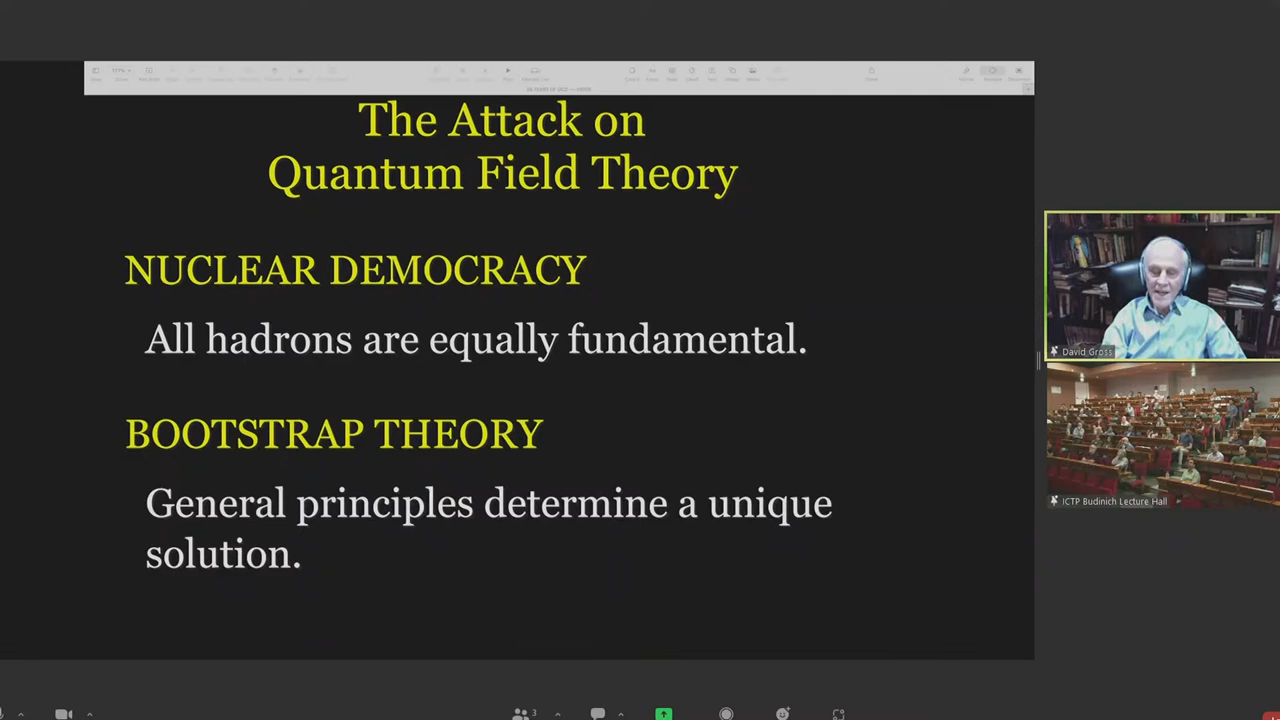 The Attack on
Quantum Field Theory
NUCLEAR DEMOCRACY
All hadrons are equally fundamental.
BOOTSTRAP THEORY
General principles determine a unique
solution.
David Gross
ICTP Budinich Lecture Hall
3